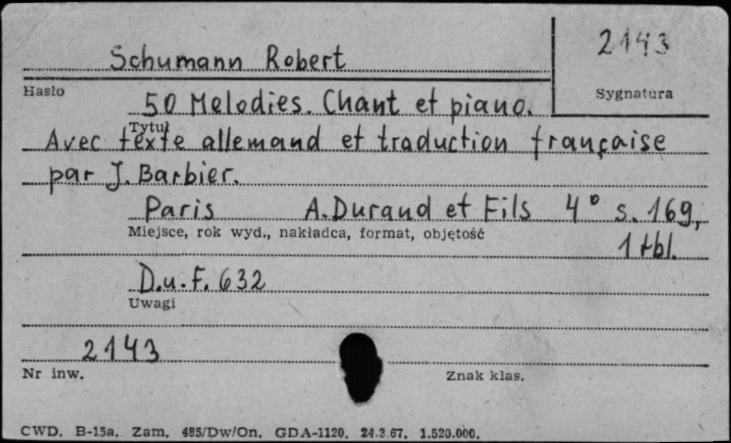 2143
Schumann Robert
Hasło
Sygnatura
50 Melodies. Chant et piano.
Tytuł
Avec texte allemand et traduction française
par J. Barbier.
Paris A. Durand et Fils 4° s. 169,
Miejsce, rok wyd., nakładca, format, objętość
1 tbl.
D.u.F. 632
Uwagi
2143
Nr inw.
Znak klas.
CWD. B-15a. Zam. 485/Dw/On. GDA-1120. 24.3.67. 1.520.000.